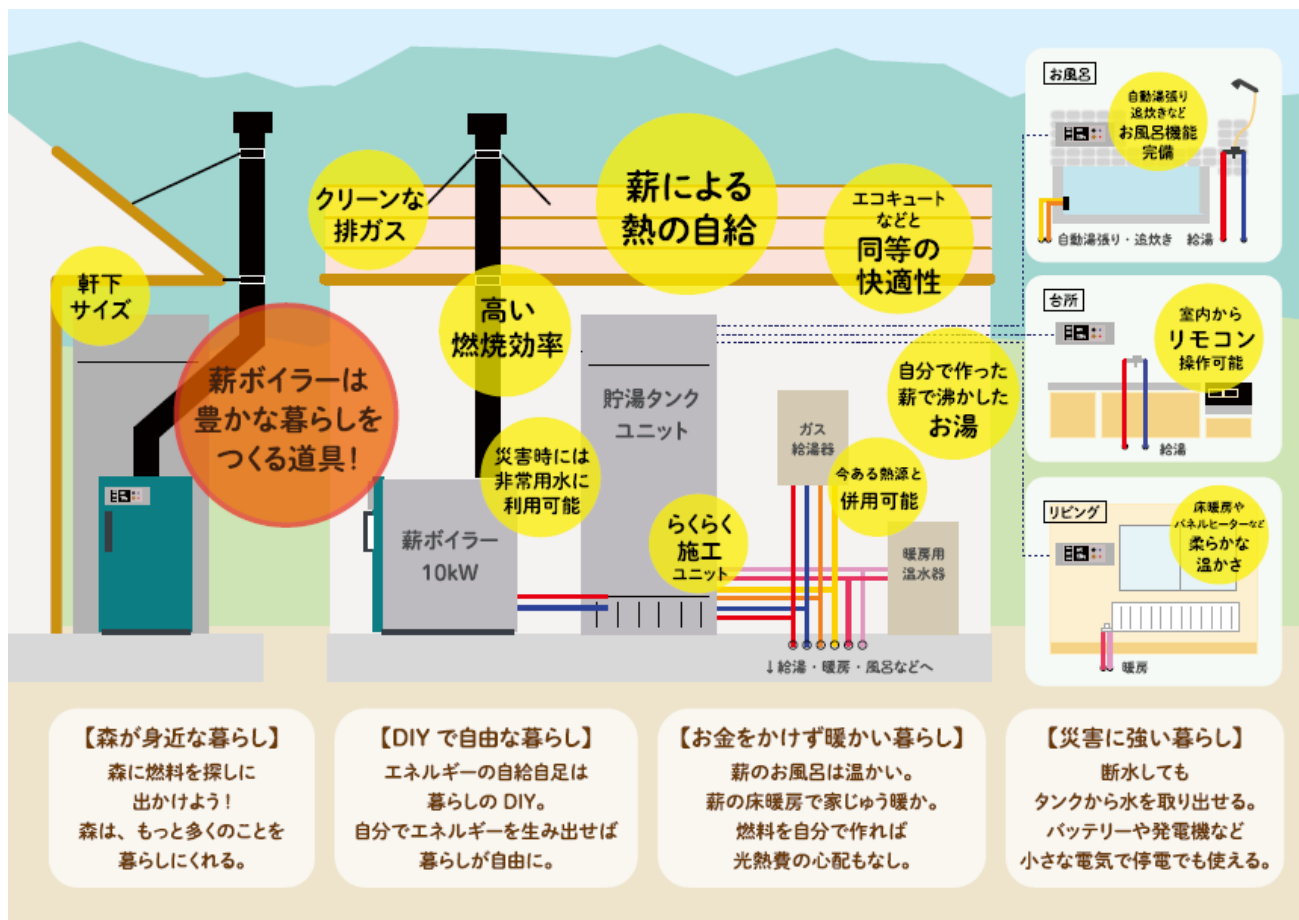 クリーンな
排ガス
薪による
熱の自給
エコキュート
などと
同等の
快適性
軒下
サイズ
高い
燃焼効率
薪ボイラーは
豊かな暮らしを
つくる道具!
貯湯タンク
ユニット
自分で作った
薪で沸かした
お湯
ガス
給湯器
災害時には
非常用水に
利用可能
今ある熱源と
併用可能
らくらく
施工
ユニット
薪ボイラー
10kW
暖房用
温水器
↓給湯・暖房・風呂などへ
お風呂
自動湯張り
追炊きなど
お風呂機能
完備
自動湯張り・追炊き 給湯
台所
室内から
リモコン
操作可能
給湯
リビング
床暖房や
パネルヒーターなど
柔らかな
温かさ
暖房
【森が身近な暮らし】
森に燃料を探しに
出かけよう!
森は、もっと多くのことを
暮らしにくれる。
【DIYで自由な暮らし】
エネルギーの自給自足は
暮らしのDIY。
自分でエネルギーを生み出せば
暮らしが自由に。
【お金をかけず暖かい暮らし】
薪のお風呂は温かい。
薪の床暖房で家じゅう暖か。
燃料を自分で作れば
光熱費の心配もなし。
【災害に強い暮らし】
断水しても
タンクから水を取り出せる。
バッテリーや発電機など
小さな電気で停電でも使える。